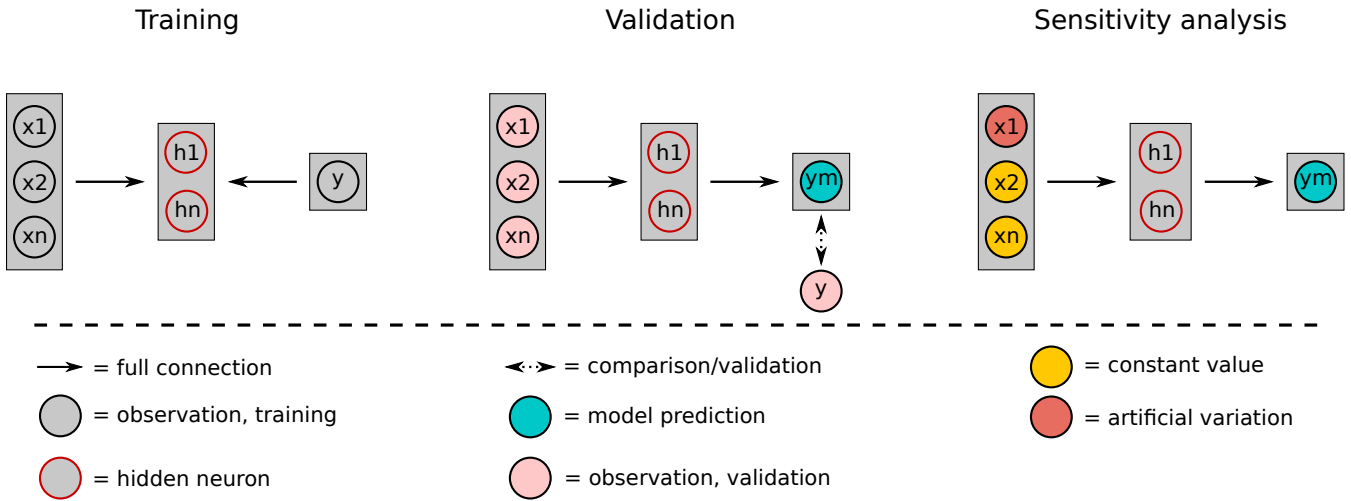 Training
Validation
Sensitivity analysis
x1
x2
xn
h1
hn
y
x1
x2
xn
h1
hn
ym
y
x1
x2
xn
h1
hn
ym
= full connection
= observation, training
= hidden neuron
= comparison/validation
= model prediction
= observation, validation
= constant value
= artificial variation